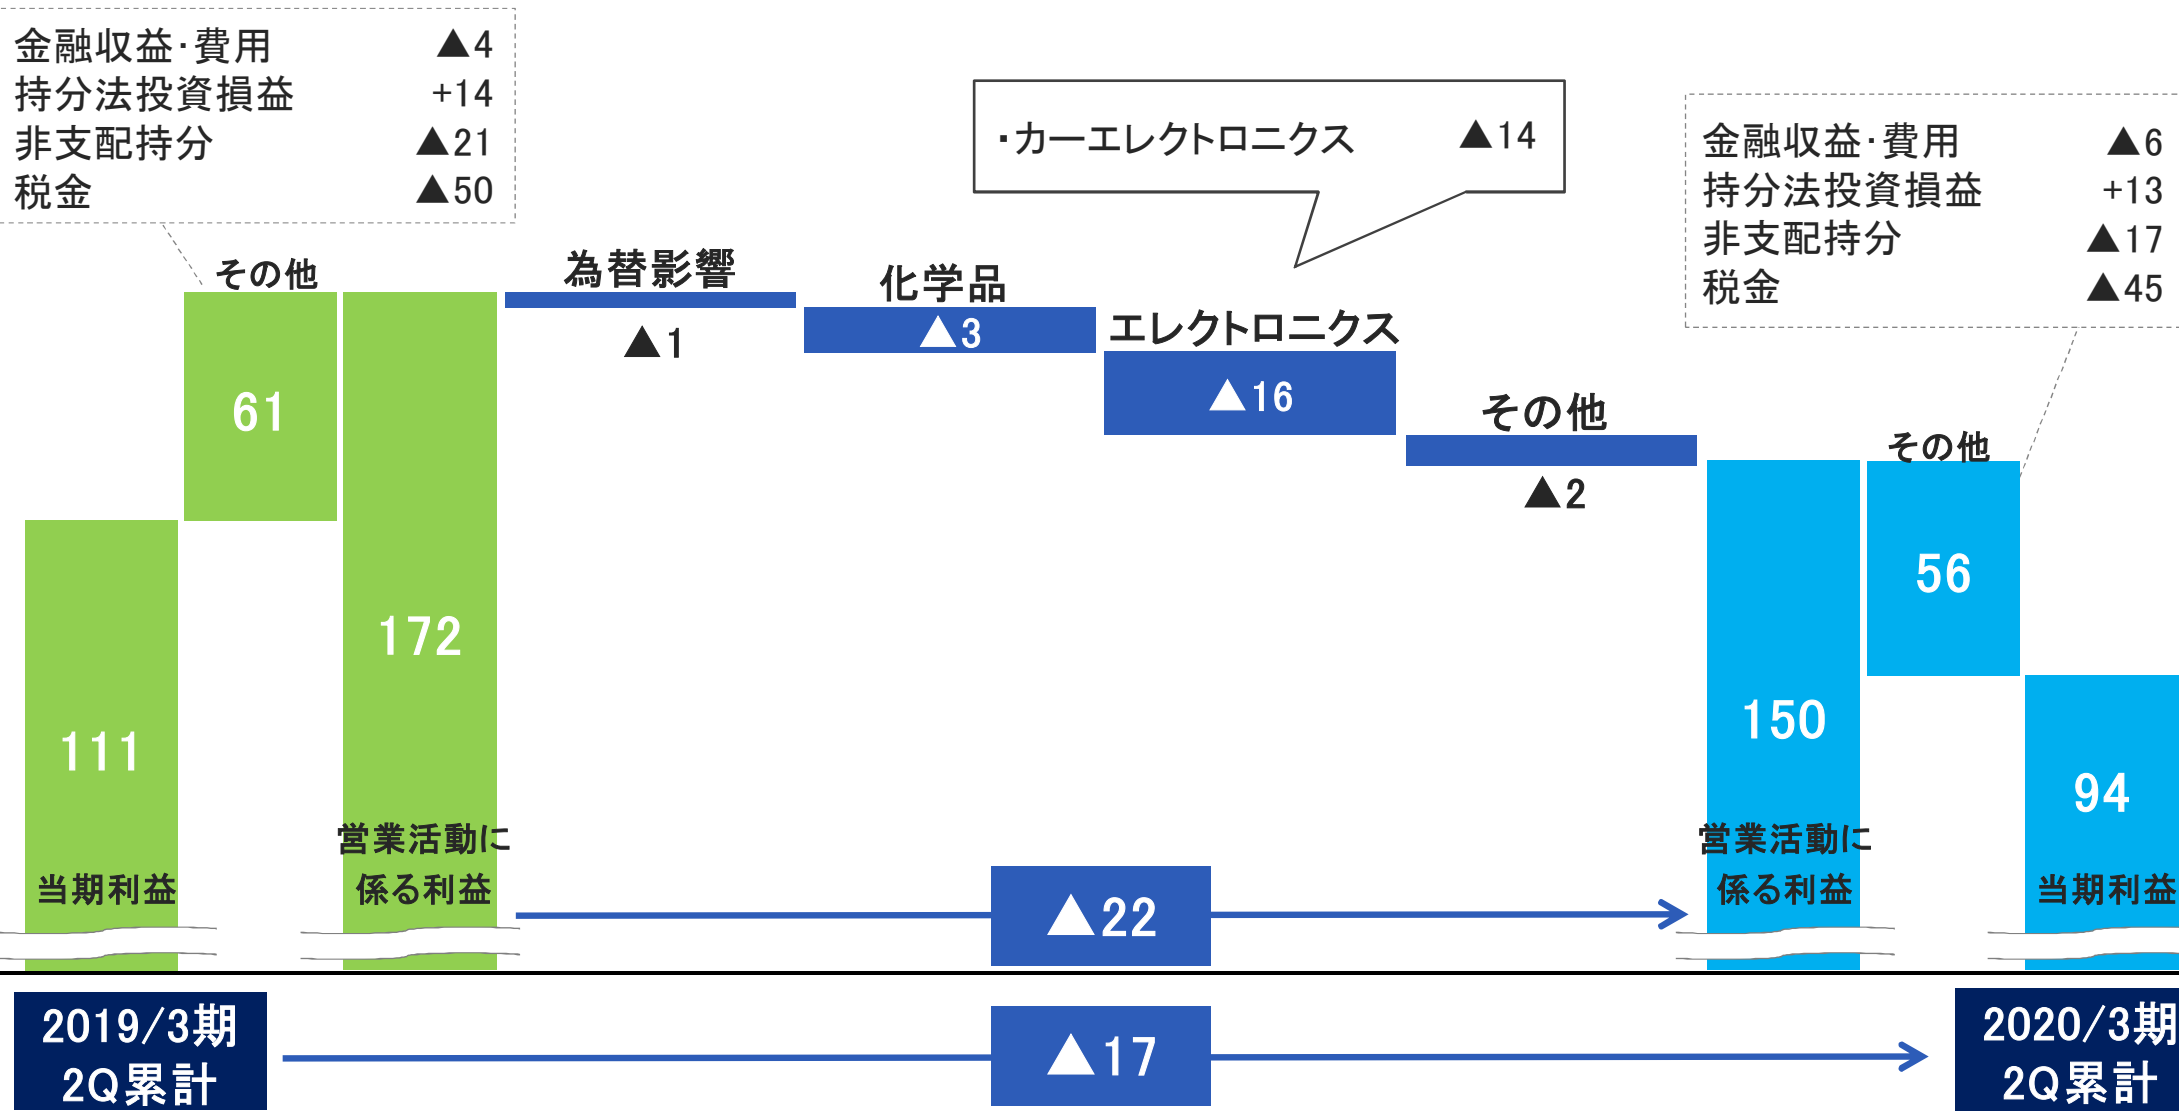 金融収益・費用 ▲4
持分法投資損益 +14
非支配持分 ▲21
税金 ▲50
・カーエレクトロニクス ▲14
金融収益・費用 ▲6
持分法投資損益 +13
非支配持分 ▲17
税金 ▲45
その他
61
為替影響
▲1
化学品
▲3
エレクトロニクス
▲16
その他
▲2
その他
56
111
当期利益
172
営業活動に
係る利益
150
営業活動に
係る利益
94
当期利益
▲22
2019/3期
2Q累計
▲17
2020/3期
2Q累計